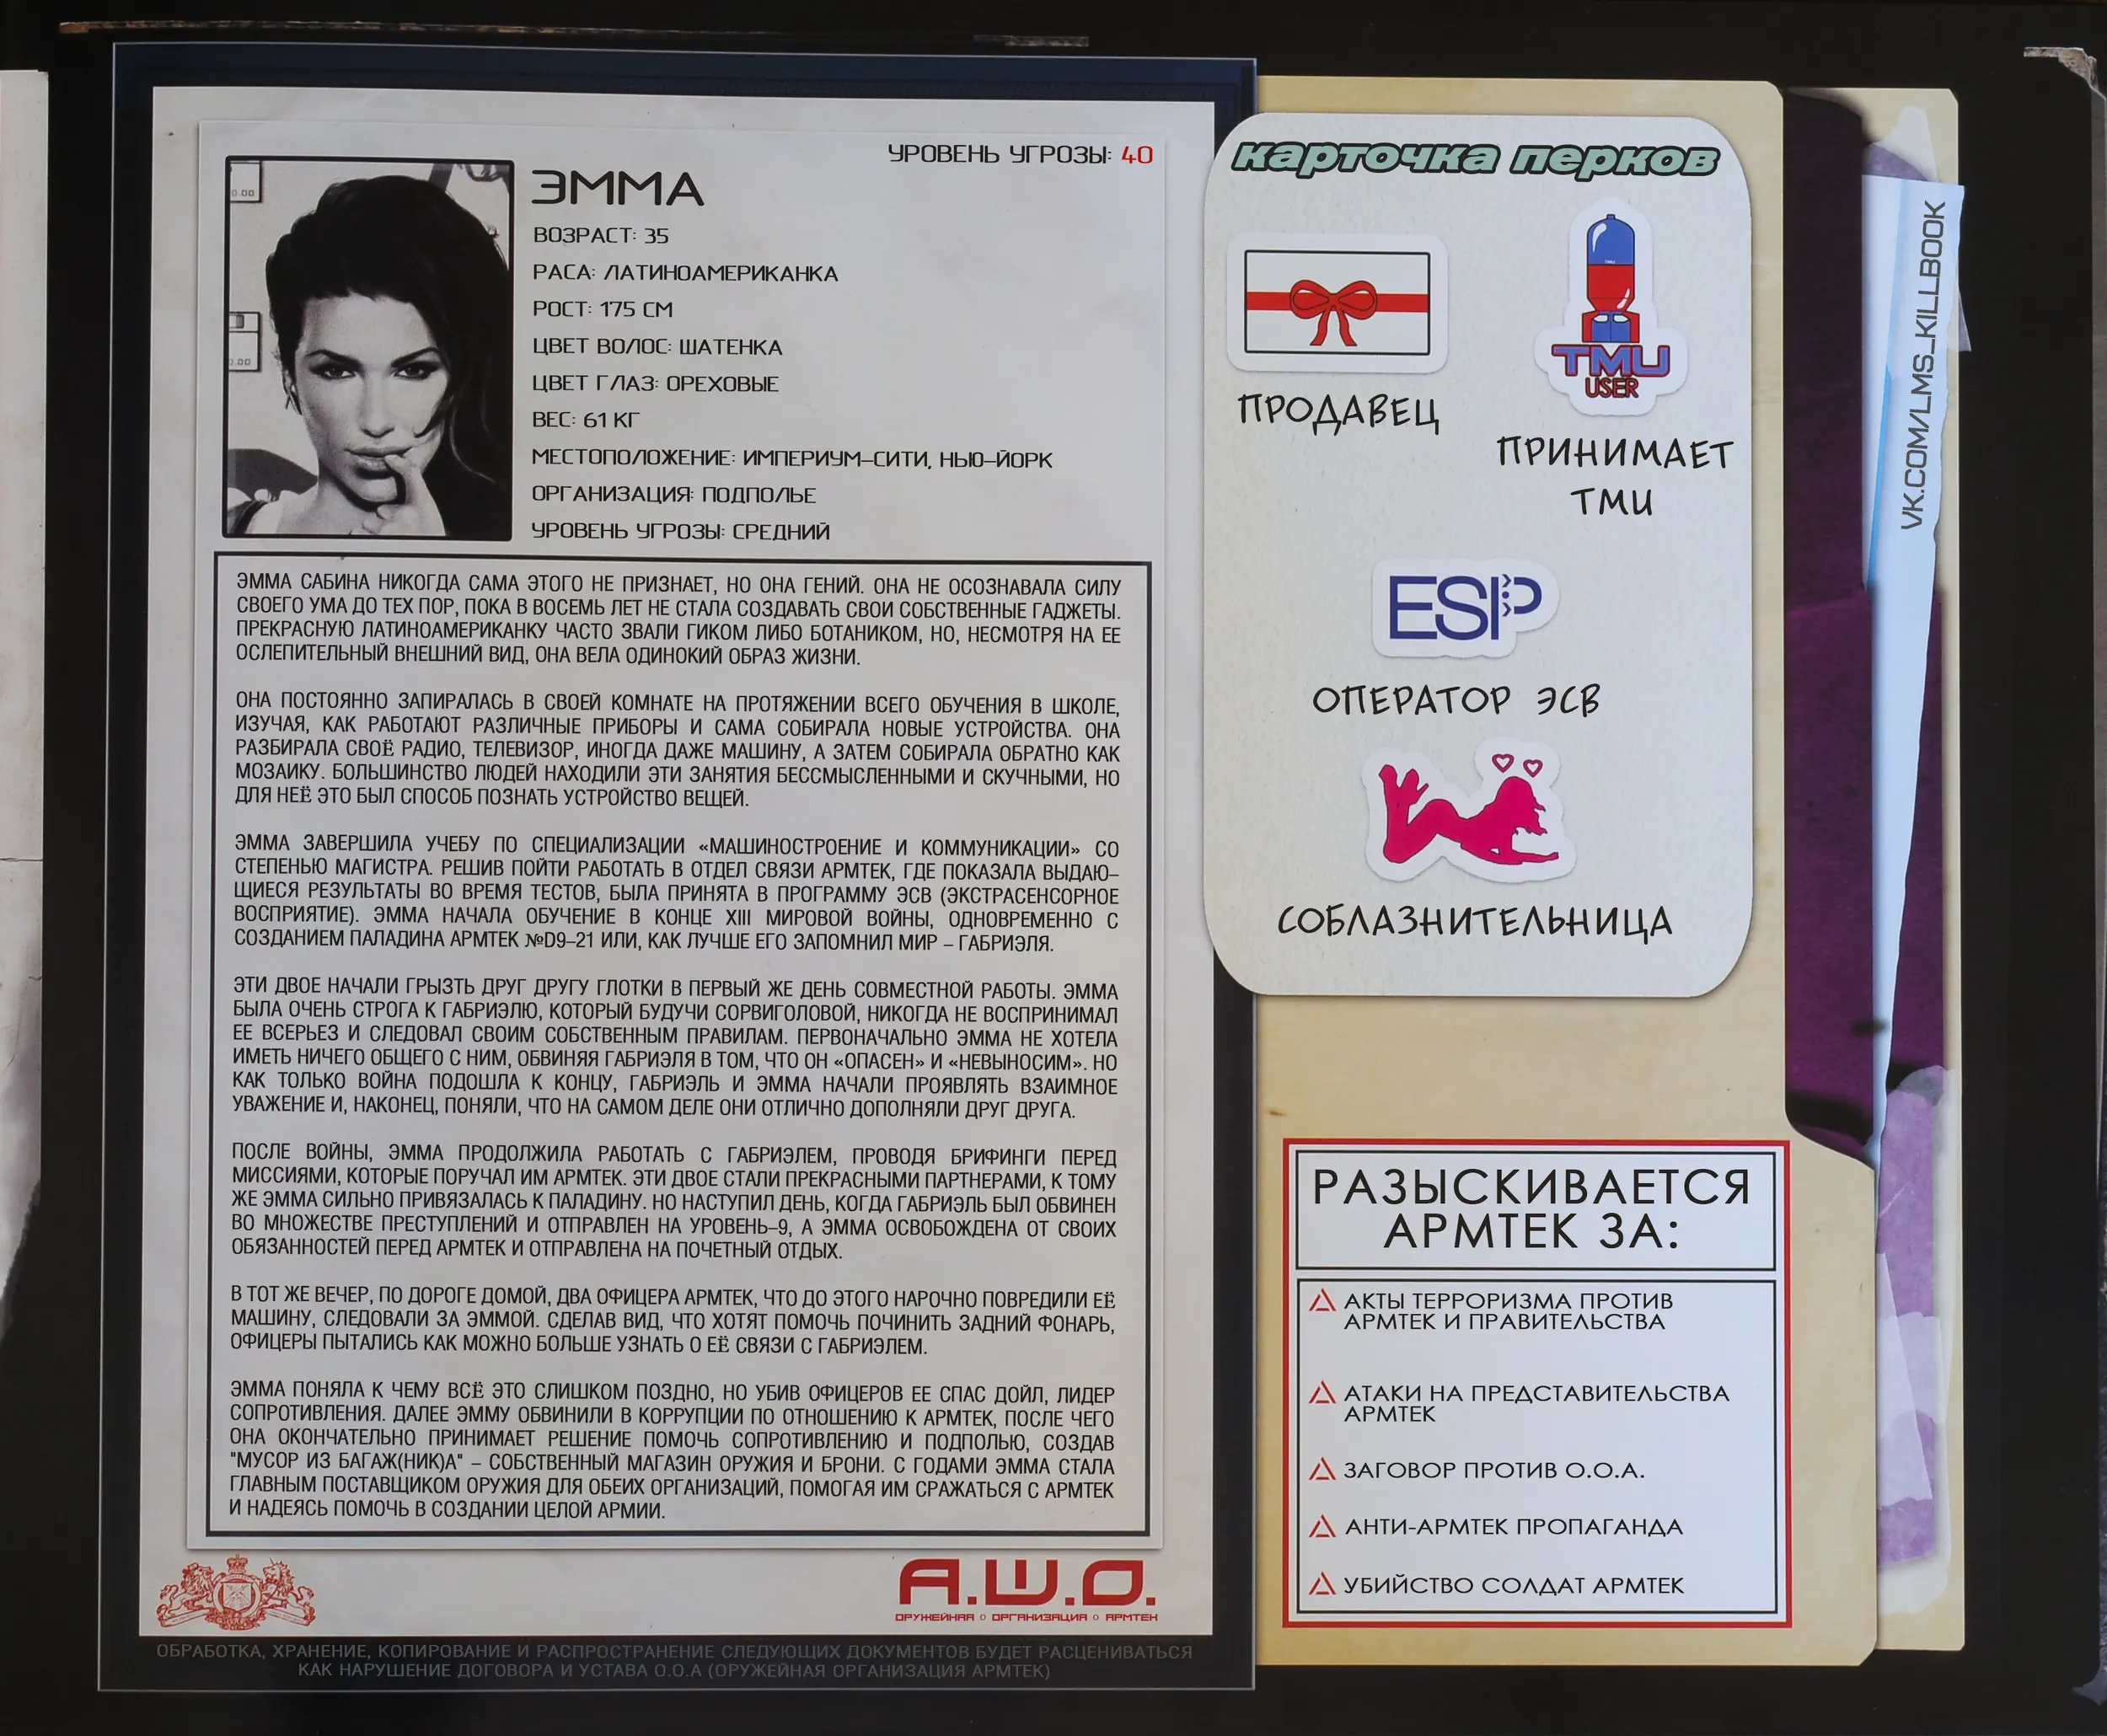 УРОВЕНЬ УГРОЗЫ: 40
ЭММА
ВОЗРАСТ: 35
РАСА: ЛАТИНОАМЕРИКАНКА
РОСТ: 175 СМ
ЦВЕТ ВОЛОС: ШАТЕНКА
ЦВЕТ ГЛАЗ: ОРЕХОВЫЕ
ВЕС: 61 КГ
МЕСТОПОЛОЖЕНИЕ: ИМПЕРИУМ-СИТИ, НЬЮ-ЙОРК
ОРГАНИЗАЦИЯ: ПОДПОЛЬЕ
УРОВЕНЬ УГРОЗЫ: СРЕДНИЙ
ЭММА САБИНА НИКОГДА САМА ЭТОГО НЕ ПРИЗНАЕТ, НО ОНА ГЕНИЙ. ОНА НЕ ОСОЗНАВАЛА СИЛУ
СВОЕГО УМА ДО ТЕХ ПОР, ПОКА В ВОСЕМЬ ЛЕТ НЕ СТАЛА СОЗДАВАТЬ СВОИ СОБСТВЕННЫЕ ГАДЖЕТЫ.
ПРЕКРАСНУЮ ЛАТИНОАМЕРИКАНКУ ЧАСТО ЗВАЛИ ГИКОМ ЛИБО БОТАНИКОМ, НО, НЕСМОТРЯ НА ЕЕ
ОСЛЕПИТЕЛЬНЫЙ ВНЕШНИЙ ВИД, ОНА ВЕЛА ОДИНОКИЙ ОБРАЗ ЖИЗНИ.
ОНА ПОСТОЯННО ЗАПИРАЛАСЬ В СВОЕЙ КОМНАТЕ НА ПРОТЯЖЕНИИ ВСЕГО ОБУЧЕНИЯ В ШКОЛЕ,
ИЗУЧАЯ, КАК РАБОТАЮТ РАЗЛИЧНЫЕ ПРИБОРЫ И САМА СОБИРАЛА НОВЫЕ УСТРОЙСТВА. ОНА
РАЗБИРАЛА СВОЁ РАДИО, ТЕЛЕВИЗОР, ИНОГДА ДАЖЕ МАШИНУ, А ЗАТЕМ СОБИРАЛА ОБРАТНО КАК
МОЗАИКУ. БОЛЬШИНСТВО ЛЮДЕЙ НАХОДИЛИ ЭТИ ЗАНЯТИЯ БЕССМЫСЛЕННЫМИ И СКУЧНЫМИ, НО
ДЛЯ НЕЁ ЭТО БЫЛ СПОСОБ ПОЗНАТЬ УСТРОЙСТВО ВЕЩЕЙ.
ЭММА ЗАВЕРШИЛА УЧЕБУ ПО СПЕЦИАЛИЗАЦИИ «МАШИНОСТРОЕНИЕ И КОММУНИКАЦИИ» СО
СТЕПЕНЬЮ МАГИСТРА. РЕШИВ ПОЙТИ РАБОТАТЬ В ОТДЕЛ СВЯЗИ АРМТЕК, ГДЕ ПОКАЗАЛА ВЫДАЮ-
ЩИЕСЯ РЕЗУЛЬТАТЫ ВО ВРЕМЯ ТЕСТОВ, БЫЛА ПРИНЯТА В ПРОГРАММУ ЭСВ (ЭКСТРАСЕНСОРНОЕ
ВОСПРИЯТИЕ). ЭММА НАЧАЛА ОБУЧЕНИЕ В КОНЦЕ XIII МИРОВОЙ ВОЙНЫ, ОДНОВРЕМЕННО С
СОЗДАНИЕМ ПАЛАДИНА АРМТЕК №D9-21 ИЛИ, КАК ЛУЧШЕ ЕГО ЗАПОМНИЛ МИР – ГАБРИЭЛЯ.
ЭТИ ДВОЕ НАЧАЛИ ГРЫЗТЬ ДРУГ ДРУГУ ГЛОТКИ В ПЕРВЫЙ ЖЕ ДЕНЬ СОВМЕСТНОЙ РАБОТЫ. ЭММА
БЫЛА ОЧЕНЬ СТРОГА К ГАБРИЭЛЮ, КОТОРЫЙ БУДУЧИ СОРВИГОЛОВОЙ, НИКОГДА НЕ ВОСПРИНИМАЛ
ЕЕ ВСЕРЬЕЗ И СЛЕДОВАЛ СВОИМ СОБСТВЕННЫМ ПРАВИЛАМ. ПЕРВОНАЧАЛЬНО ЭММА НЕ ХОТЕЛА
ИМЕТЬ НИЧЕГО ОБЩЕГО С НИМ, ОБВИНЯЯ ГАБРИЭЛЯ В ТОМ, ЧТО ОН «ОПАСЕН» И «НЕВЫНОСИМ». НО
КАК ТОЛЬКО ВОЙНА ПОДОШЛА К КОНЦУ, ГАБРИЭЛЬ И ЭММА НАЧАЛИ ПРОЯВЛЯТЬ ВЗАИМНОЕ
УВАЖЕНИЕ И, НАКОНЕЦ, ПОНЯЛИ, ЧТО НА САМОМ ДЕЛЕ ОНИ ОТЛИЧНО ДОПОЛНЯЛИ ДРУГ ДРУГА.
ПОСЛЕ ВОЙНЫ, ЭММА ПРОДОЛЖИЛА РАБОТАТЬ С ГАБРИЭЛЕМ, ПРОВОДЯ БРИФИНГИ ПЕРЕД
МИССИЯМИ, КОТОРЫЕ ПОРУЧАЛ ИМ АРМТЕК. ЭТИ ДВОЕ СТАЛИ ПРЕКРАСНЫМИ ПАРТНЕРАМИ, К ТОМУ
ЖЕ ЭММА СИЛЬНО ПРИВЯЗАЛАСЬ К ПАЛАДИНУ. НО НАСТУПИЛ ДЕНЬ, КОГДА ГАБРИЭЛЬ БЫЛ ОБВИНЕН
ВО МНОЖЕСТВЕ ПРЕСТУПЛЕНИЙ И ОТПРАВЛЕН НА УРОВЕНЬ-9, А ЭММА ОСВОБОЖДЕНА ОТ СВОИХ
ОБЯЗАННОСТЕЙ ПЕРЕД АРМТЕК И ОТПРАВЛЕНА НА ПОЧЕТНЫЙ ОТДЫХ.
В ТОТ ЖЕ ВЕЧЕР, ПО ДОРОГЕ ДОМОЙ, ДВА ОФИЦЕРА АРМТЕК, ЧТО ДО ЭТОГО НАРОЧНО ПОВРЕДИЛИ ЕЁ
МАШИНУ, СЛЕДОВАЛИ ЗА ЭММОЙ. СДЕЛАВ ВИД, ЧТО ХОТЯТ ПОМОЧЬ ПОЧИНИТЬ ЗАДНИЙ ФОНАРЬ,
ОФИЦЕРЫ ПЫТАЛИСЬ КАК МОЖНО БОЛЬШЕ УЗНАТЬ О ЕЁ СВЯЗИ С ГАБРИЭЛЕМ.
ЭММА ПОНЯЛА К ЧЕМУ ВСЁ ЭТО СЛИШКОМ ПОЗДНО, НО УБИВ ОФИЦЕРОВ ЕЕ СПАС ДОЙЛ, ЛИДЕР
СОПРОТИВЛЕНИЯ. ДАЛЕЕ ЭММУ ОБВИНИЛИ В КОРРУПЦИИ ПО ОТНОШЕНИЮ К АРМТЕК, ПОСЛЕ ЧЕГО
ОНА ОКОНЧАТЕЛЬНО ПРИНИМАЕТ РЕШЕНИЕ ПОМОЧЬ СОПРОТИВЛЕНИЮ И ПОДПОЛЬЮ, СОЗДАВ
"МУСОР ИЗ БАГАЖ(НИК)А" – СОБСТВЕННЫЙ МАГАЗИН ОРУЖИЯ И БРОНИ. С ГОДАМИ ЭММА СТАЛА
ГЛАВНЫМ ПОСТАВЩИКОМ ОРУЖИЯ ДЛЯ ОБЕИХ ОРГАНИЗАЦИЙ, ПОМОГАЯ ИМ СРАЖАТЬСЯ С АРМТЕК
И НАДЕЯСЬ ПОМОЧЬ В СОЗДАНИИ ЦЕЛОЙ АРМИИ.
А.Ш.О.
ОРУЖЕЙНАЯ ○ ОРГАНИЗАЦИЯ ○ АРМТЕК
ОБРАБОТКА, ХРАНЕНИЕ, КОПИРОВАНИЕ И РАСПРОСТРАНЕНИЕ СЛЕДУЮЩИХ ДОКУМЕНТОВ БУДЕТ РАСЦЕНИВАТЬСЯ
КАК НАРУШЕНИЕ ДОГОВОРА И УСТАВА О.О.А (ОРУЖЕЙНАЯ ОРГАНИЗАЦИЯ АРМТЕК)
карточка перков
ПРОДАВЕЦ
TMU
USER
ПРИНИМАЕТ
ТМИ
ESP
ОПЕРАТОР ЭСВ
СОБЛАЗНИТЕЛЬНИЦА
РАЗЫСКИВАЕТСЯ
АРМТЕК ЗА:
АКТЫ ТЕРРОРИЗМА ПРОТИВ
АРМТЕК И ПРАВИТЕЛЬСТВА
АТАКИ НА ПРЕДСТАВИТЕЛЬСТВА
АРМТЕК
ЗАГОВОР ПРОТИВ О.О.А.
АНТИ-АРМТЕК ПРОПАГАНДА
УБИЙСТВО СОЛДАТ АРМТЕК
VK.COM/LMS_KILLBOOK